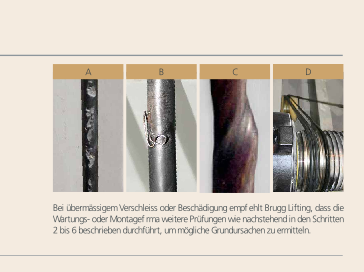 A B C D
Bei übermässigem Verschleiss oder Beschädigung empf ehlt Brugg Lifting, dass die
Wartungs- oder Montagef rma weitere Prüfungen wie nachstehend in den Schritten
2 bis 6 beschrieben durchführt, um mögliche Grundursachen zu ermitteln.